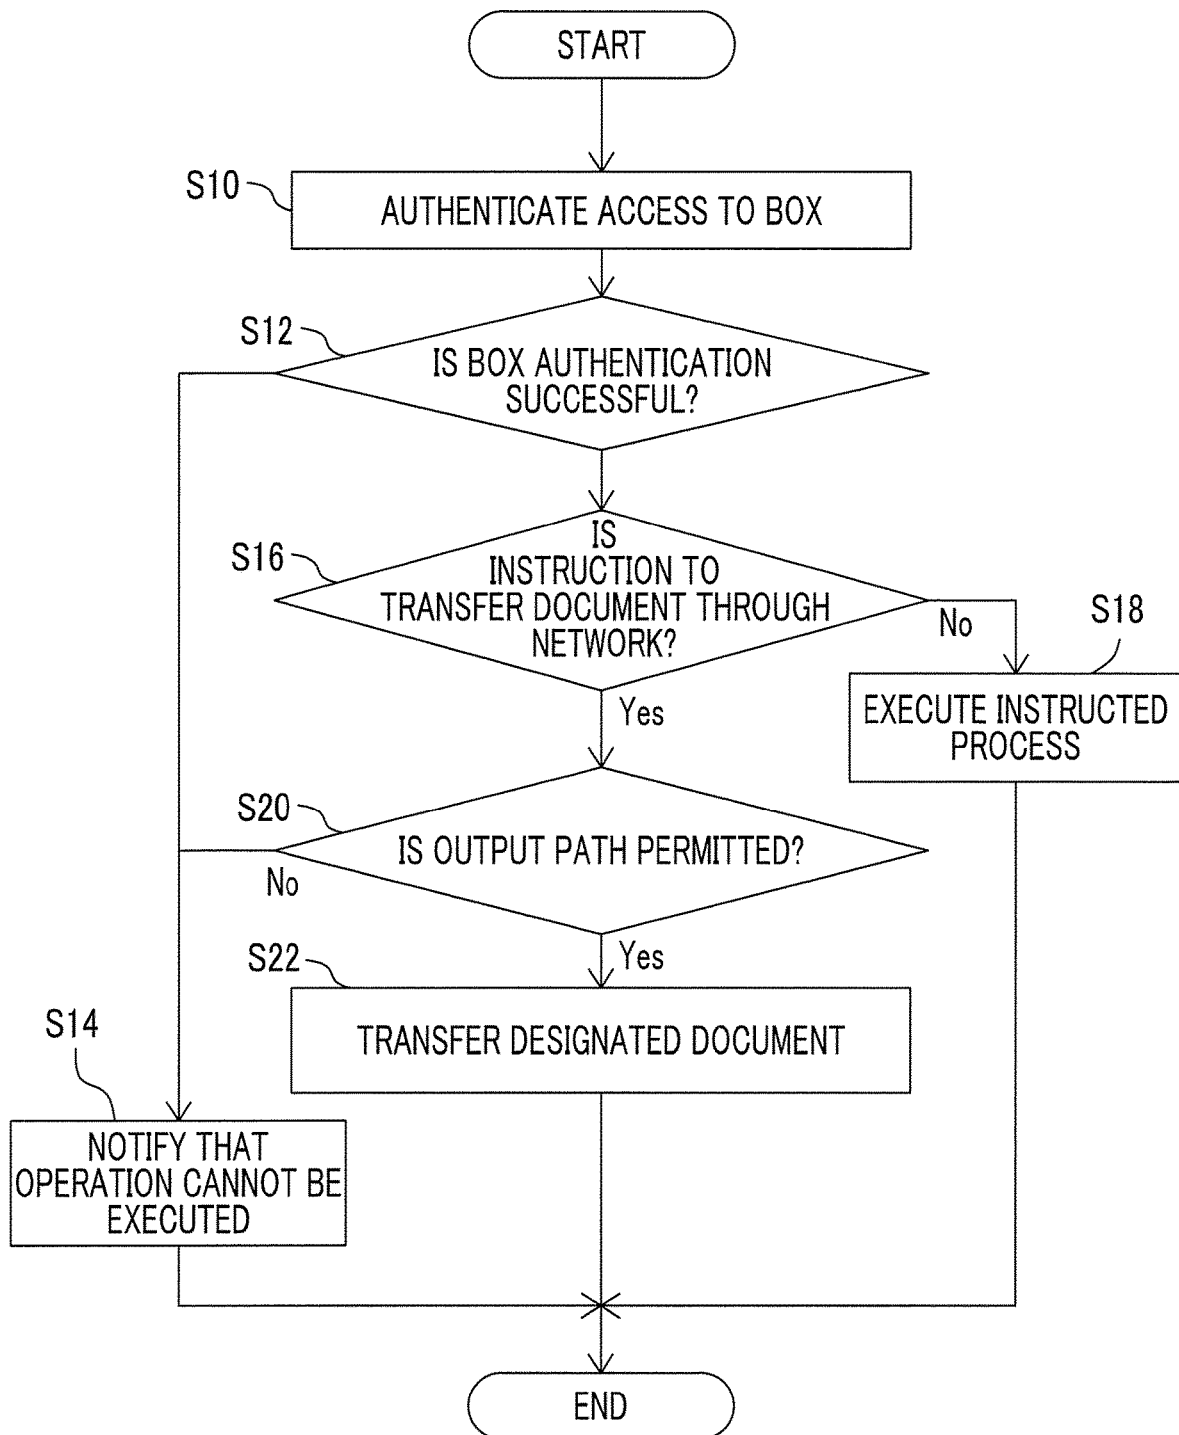 START
S10
AUTHENTICATE ACCESS TO BOX
S12
IS BOX AUTHENTICATION
SUCCESSFUL?
IS
S16
INSTRUCTION TO
TRANSFER DOCUMENT THROUGH
NETWORK?
No
S18
Yes
EXECUTE INSTRUCTED
PROCESS
S20
IS OUTPUT PATH PERMITTED?
No
Yes
S22
TRANSFER DESIGNATED DOCUMENT
S14
NOTIFY THAT
OPERATION CANNOT BE
EXECUTED
END